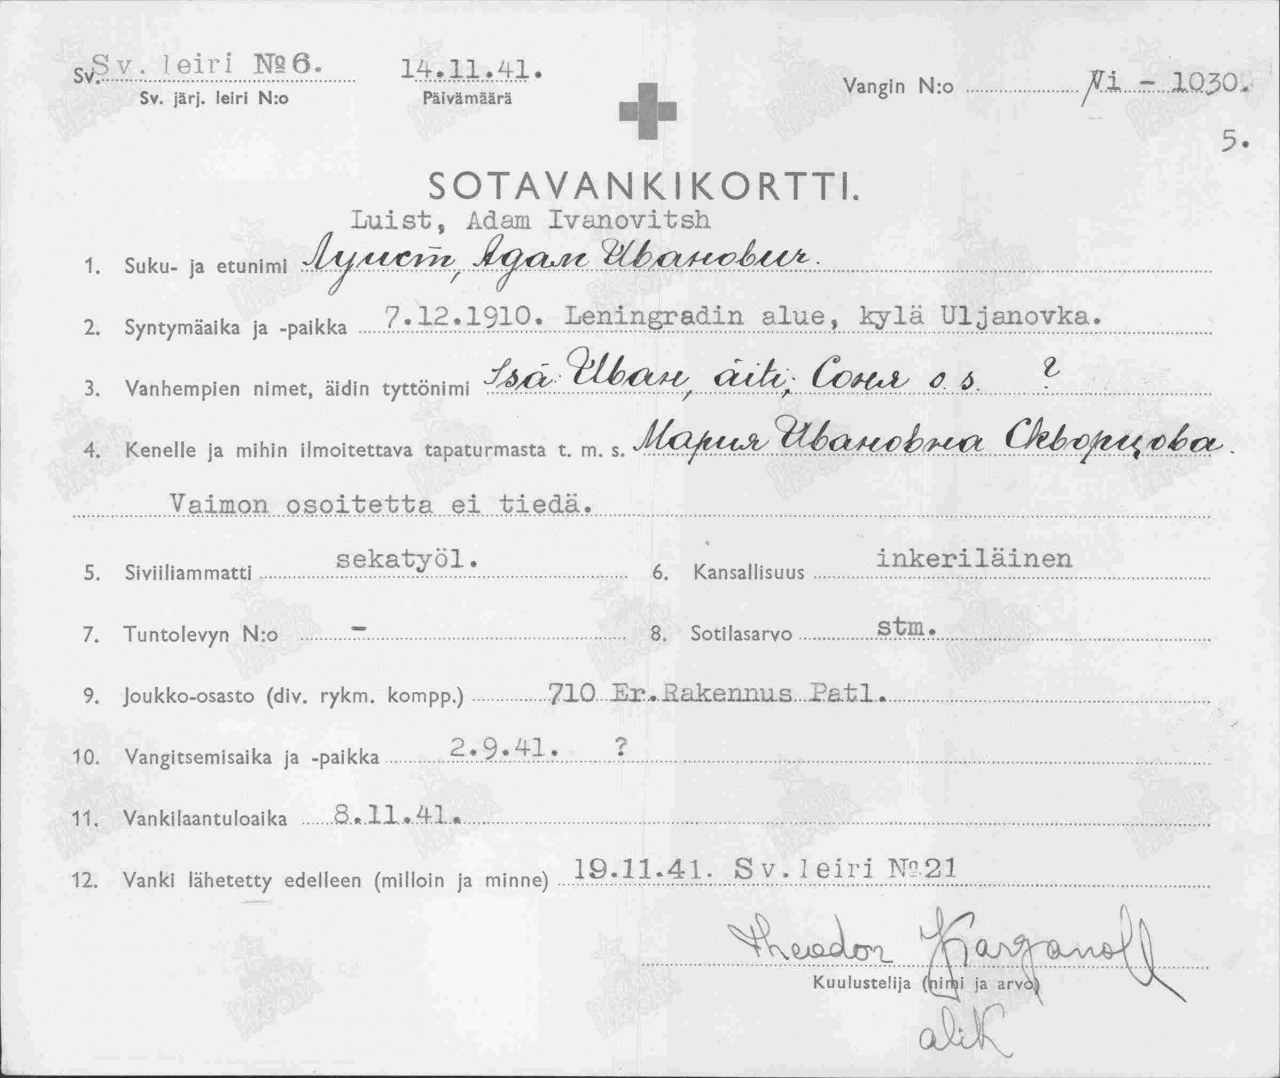 Sv. Sv. leiri № 6. 14.11.41. Vangin N:o Vi - 1030.
Sv. järj. leiri N:o Päivämäärä
5.
SOTAVANKIKORTTI.
Luist, Adam Ivanovitsh
1. Suku- ja etunimi Луист, Адам Иванович.
2. Syntymäaika ja -paikka 7.12.1910. Leningradin alue, kylä Uljanovka.
3. Vanhempien nimet, äidin tyttönimi Isä: Иван, äiti; Соня o. s. ?
4. Kenelle ja mihin ilmoitettava tapaturmasta t. m. s. Мария Ивановна Скворцова.
Vaimon osoitetta ei tiedä.
5. Siviiliammatti sekatyöl. 6. Kansallisuus inkeriläinen
7. Tuntolevyn N:o - 8. Sotilasarvo stm.
9. Joukko-osasto (div. rykm. kompp.) 710 Er. Rakennus Patl.
10. Vangitsemisaika ja -paikka 2.9.41. ?
11. Vankilaantuloaika 8.11.41.
12. Vanki lähetetty edelleen (milloin ja minne) 19.11.41. Sv. leiri № 21
Theodor Karganoff
Kuulustelija (nimi ja arvo)
alik